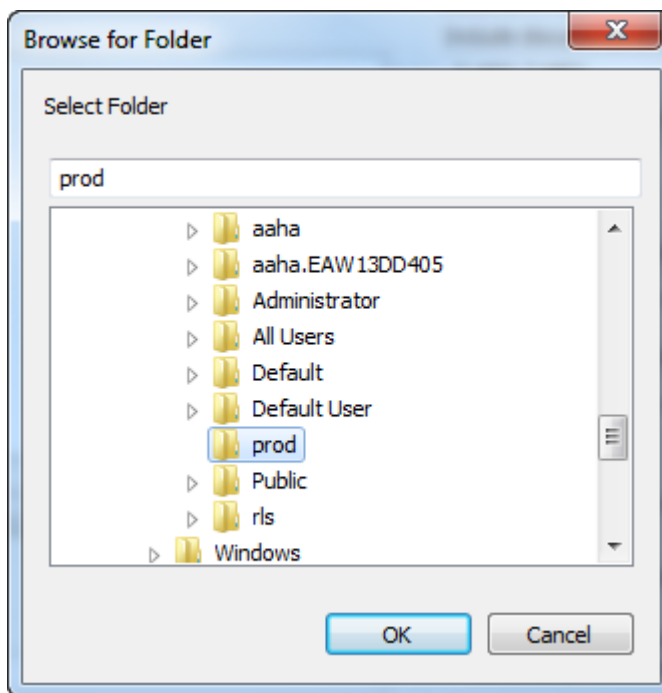 Browse for Folder
Select Folder
prod
aaha
aaha.EAW13DD405
Administrator
All Users
Default
Default User
prod
Public
rls
Windows
OK Cancel